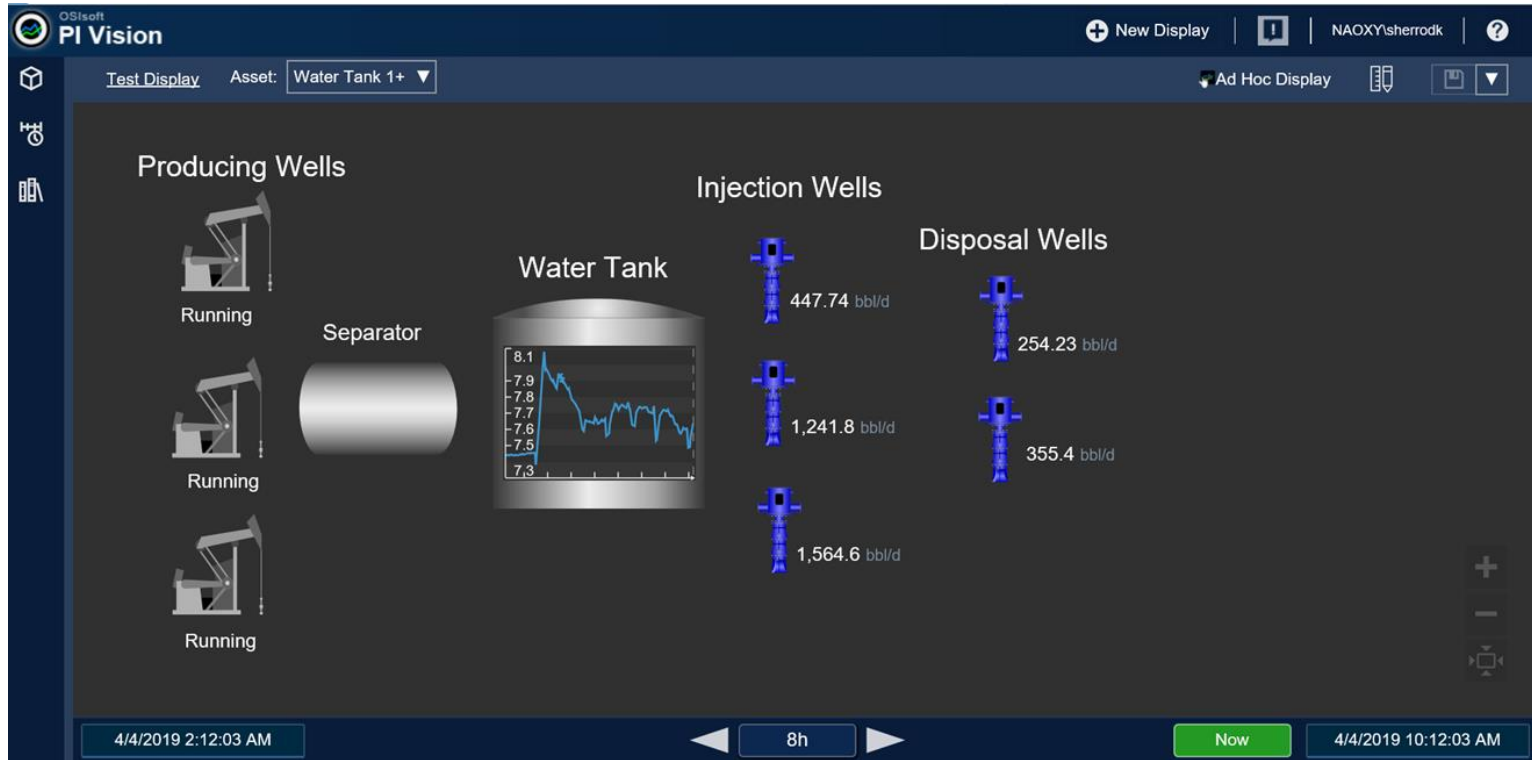 OSIsoft
PI Vision
New Display
NAOXY\sherrodk
?
Test Display
Asset:
Water Tank 1+
Ad Hoc Display
Producing Wells
Running
Running
Running
Separator
Water Tank
8.1
7.9
7.8
7.7
7.6
7.5
7.3
Injection Wells
447.74 bbl/d
1,241.8 bbl/d
1,564.6 bbl/d
Disposal Wells
254.23 bbl/d
355.4 bbl/d
4/4/2019 2:12:03 AM
8h
Now
4/4/2019 10:12:03 AM